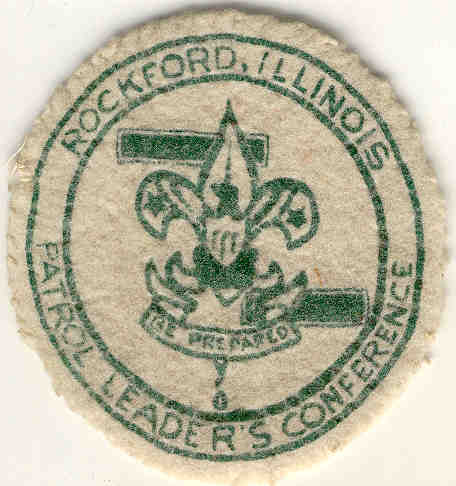 ROCKFORD, ILLINOIS
BE PREPARED
PATROL LEADER'S CONFERENCE